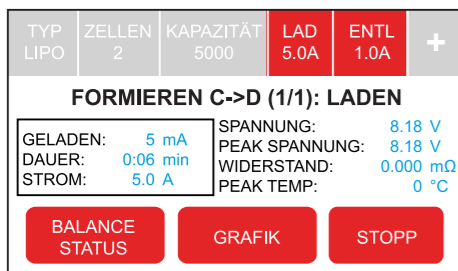 TYP ZELLEN KAPAZITÄT LAD ENTL +
LIPO 2 5000 5.0A 1.0A
FORMIEREN C->D (1/1): LADEN
GELADEN: 5 mA
DAUER: 0:06 min
STROM: 5.0 A
SPANNUNG: 8.18 V
PEAK SPANNUNG: 8.18 V
WIDERSTAND: 0.000 mΩ
PEAK TEMP: 0 °C
BALANCE
STATUS
GRAFIK
STOPP